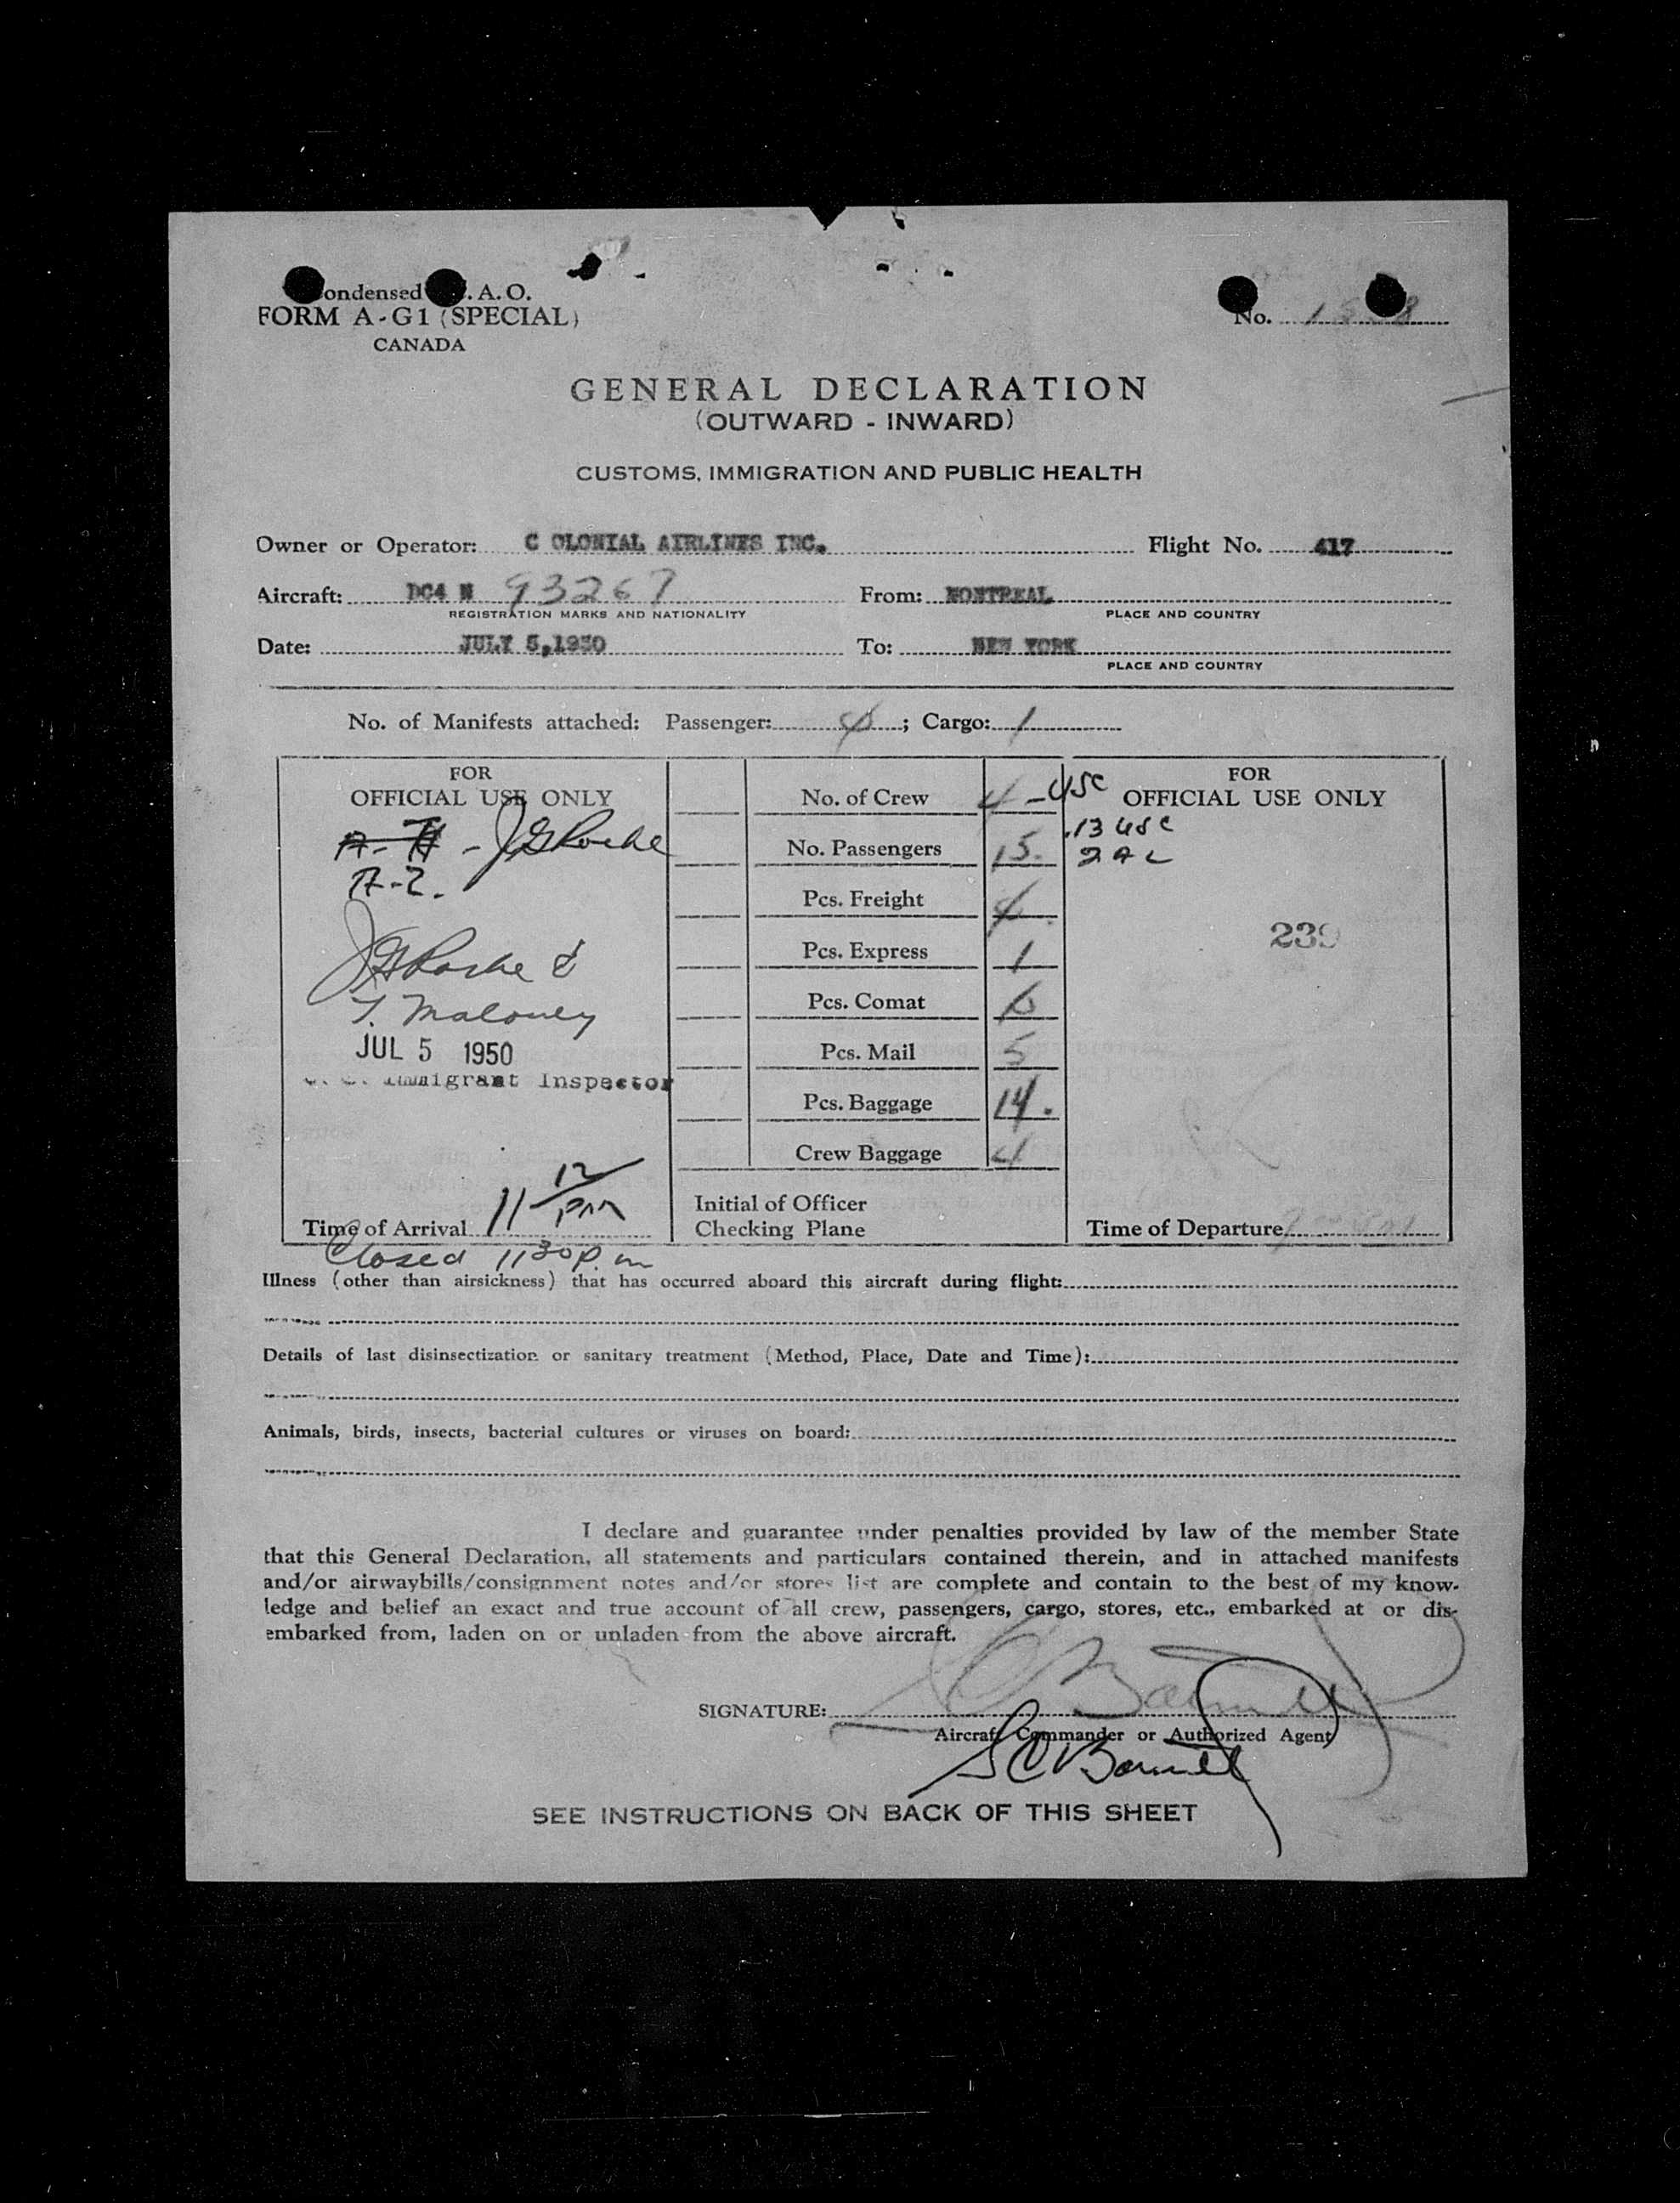 ondensed .A.O.
FORM A-G1 (SPECIAL)
CANADA
No.
GENERAL DECLARATION
(OUTWARD - INWARD)
CUSTOMS, IMMIGRATION AND PUBLIC HEALTH
Owner or Operator: C OLONIAL AIRLINES INC. Flight No. 417
Aircraft: DC4 N 93267 From: MONTREAL
REGISTRATION MARKS AND NATIONALITY PLACE AND COUNTRY
Date: JULY 5,1950 To: NEW YORK
PLACE AND COUNTRY
No. of Manifests attached: Passenger: ; Cargo: 1
FOR
OFFICIAL USE ONLY
A-2.
T. Maloney
JUL 5 1950
Immigrant Inspector
Time of Arrival 11 12 PM
Closed 11 30 p.m
No. of Crew 4 - USC
No. Passengers 15.
Pcs. Freight
Pcs. Express 1
Pcs. Comat
Pcs. Mail 5
Pcs. Baggage 14.
Crew Baggage 4
Initial of Officer
Checking Plane
FOR
OFFICIAL USE ONLY
13 USC
239
Time of Departure
Illness (other than airsickness) that has occurred aboard this aircraft during flight:
Details of last disinsectization or sanitary treatment (Method, Place, Date and Time):
Animals, birds, insects, bacterial cultures or viruses on board:
I declare and guarantee under penalties provided by law of the member State
that this General Declaration, all statements and particulars contained therein, and in attached manifests
and/or airwaybills/consignment notes and/or stores list are complete and contain to the best of my know-
ledge and belief an exact and true account of all crew, passengers, cargo, stores, etc., embarked at or dis-
embarked from, laden on or unladen from the above aircraft.
SIGNATURE:
Aircraft Commander or Authorized Agent
SEE INSTRUCTIONS ON BACK OF THIS SHEET